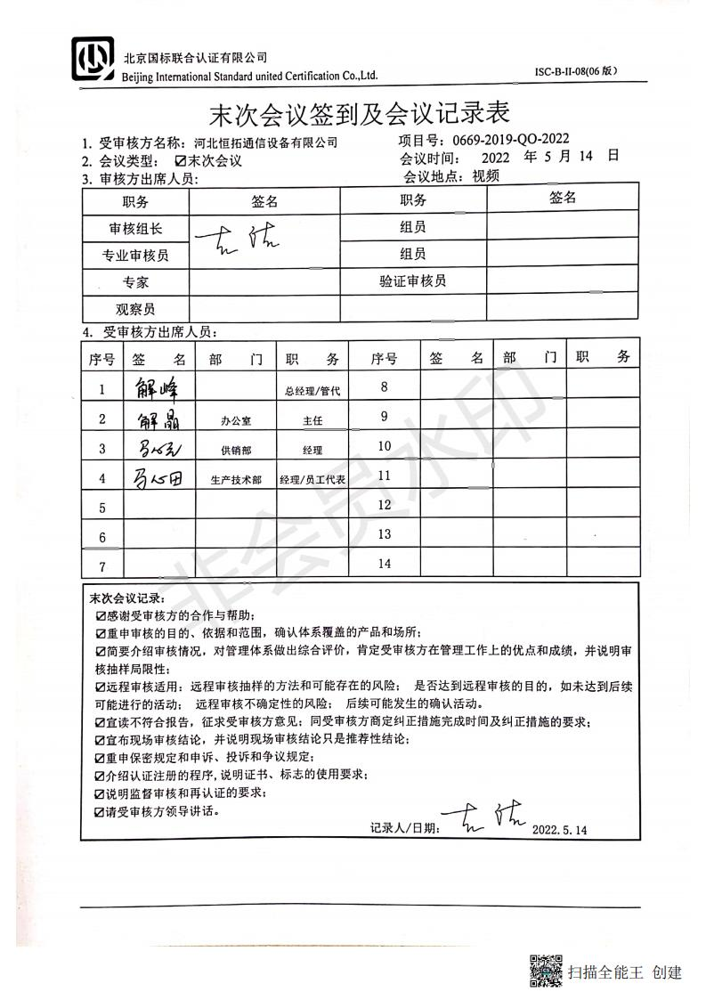 北京国标联合认证有限公司
Beijing International Standard united Certification Co.,Ltd.
ISC-B-II-08(06 版)
末次会议签到及会议记录表
1. 受审核方名称: 河北恒拓通信设备有限公司 项目号: 0669-2019-QO-2022
2. 会议类型: ☑末次会议 会议时间: 2022 年 5 月 14 日
3. 审核方出席人员: 会议地点: 视频
职务 签名 职务 签名
审核组长 组员
专业审核员 组员
专家 验证审核员
观察员
4. 受审核方出席人员:
序号 签 名 部 门 职 务 序号 签 名 部 门 职 务
1 解峰 总经理/管代 8
2 解晶 办公室 主任 9
3 供销部 经理 10
4 马心田 生产技术部 经理/员工代表 11
5 12
6 13
7 14
非会员水印
末次会议记录:
☑感谢受审核方的合作与帮助;
☑重申审核的目的、依据和范围,确认体系覆盖的产品和场所;
☑简要介绍审核情况,对管理体系做出综合评价,肯定受审核方在管理工作上的优点和成绩,并说明审
核抽样局限性;
☑远程审核适用: 远程审核抽样的方法和可能存在的风险; 是否达到远程审核的目的,如未达到后续
可能进行的活动; 远程审核不确定性的风险; 后续可能发生的确认活动。
☑宣读不符合报告,征求受审核方意见;同受审核方商定纠正措施完成时间及纠正措施的要求;
☑宣布现场审核结论,并说明现场审核结论只是推荐性结论;
☑重申保密规定和申诉、投诉和争议规定;
☑介绍认证注册的程序,说明证书、标志的使用要求;
☑说明监督审核和再认证的要求;
☑请受审核方领导讲话。
记录人/日期: 2022.5.14
扫描全能王 创建